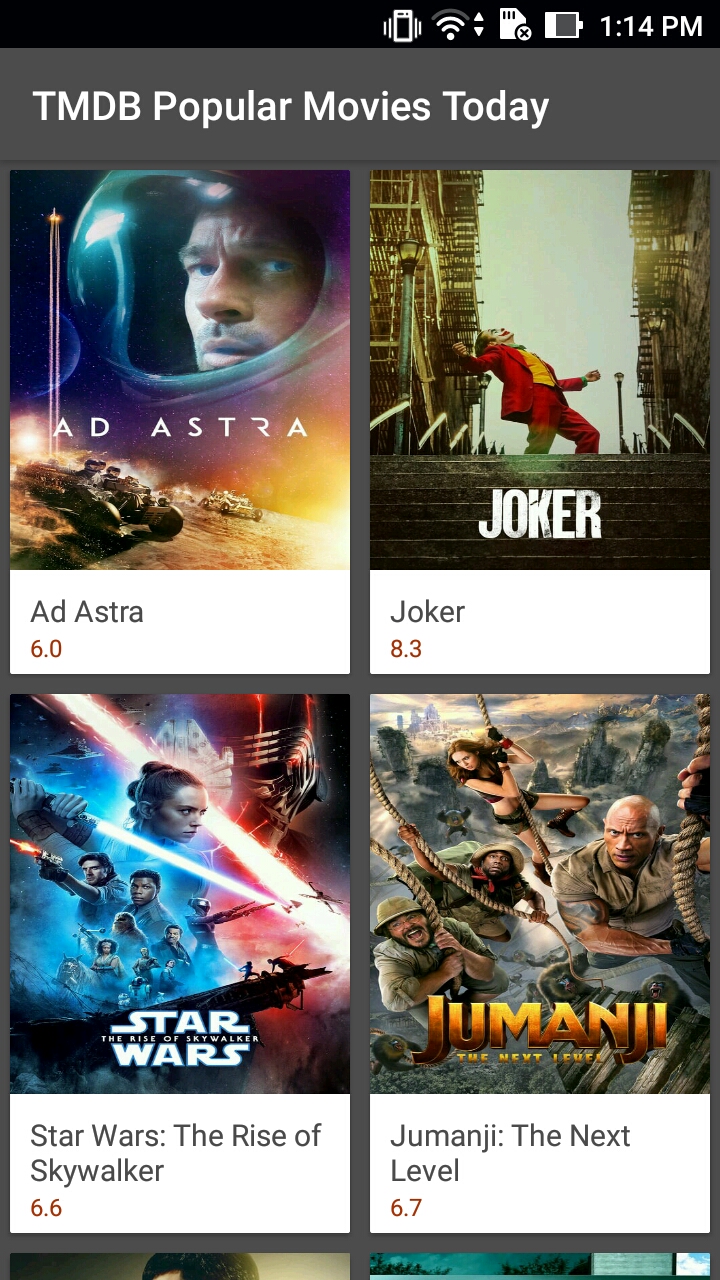 1:14 PM
TMDB Popular Movies Today
AD ASTRA
JOKER
Ad Astra
6.0
Joker
8.3
STAR
THE RISE OF SKYWALKER
WARS
JUMANJI
THE NEXT LEVEL
Star Wars: The Rise of
Skywalker
6.6
Jumanji: The Next
Level
6.7